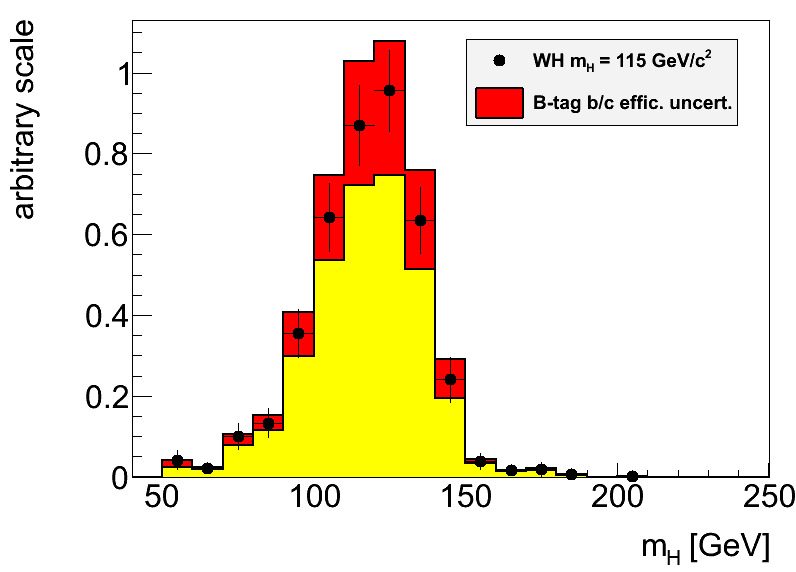 arbitrary scale
1
0.8
0.6
0.4
0.2
0
WH m_H = 115 GeV/c²
B-tag b/c effic. uncert.
50 100 150 200 250
m_H [GeV]